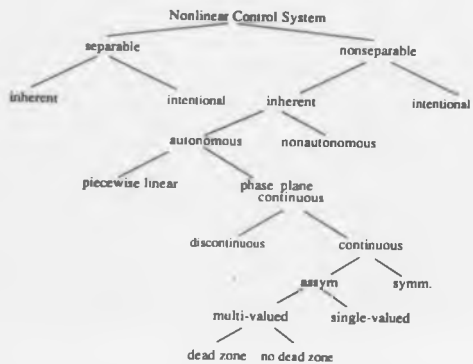 Nonlinear Control System
separable
nonseparable
inherent
intentional
inherent
intentional
autonomous
nonautonomous
piecewise linear
phase plane
continuous
discontinuous
continuous
assym
symm.
multi-valued
single-valued
dead zone
no dead zone